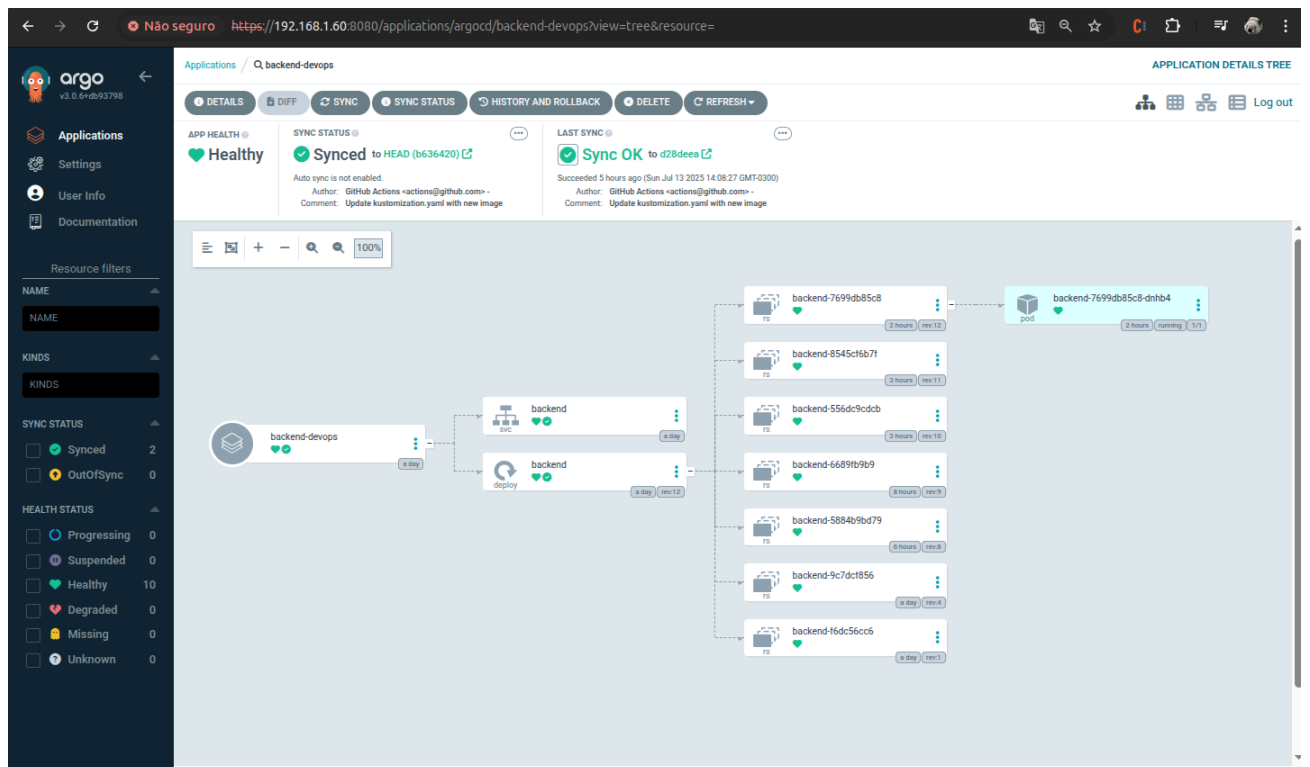 Não seguro https://192.168.1.60:8080/applications/argocd/backend-devops?view=tree&resource=
argo
v3.0.6+db93798
Applications
Settings
User Info
Documentation
Resource filters
NAME
NAME
KINDS
KINDS
SYNC STATUS
Synced 2
OutOfSync 0
HEALTH STATUS
Progressing 0
Suspended 0
Healthy 10
Degraded 0
Missing 0
Unknown 0
Applications / backend-devops
APPLICATION DETAILS TREE
DETAILS DIFF SYNC SYNC STATUS HISTORY AND ROLLBACK DELETE REFRESH
Log out
APP HEALTH
Healthy
SYNC STATUS
Synced to HEAD (b636420)
Auto sync is not enabled.
Author: GitHub Actions <actions@github.com> -
Comment: Update kustomization.yaml with new image
LAST SYNC
Sync OK to d28deea
Succeeded 5 hours ago (Sun Jul 13 2025 14:08:27 GMT-0300)
Author: GitHub Actions <actions@github.com> -
Comment: Update kustomization.yaml with new image
100%
backend-devops
a day
backend
svc
a day
backend
deploy
a day rev:12
backend-7699db85c8
rs
2 hours rev:12
backend-7699db85c8-dnhb4
pod
2 hours running 1/1
backend-8545cf6b7f
rs
3 hours rev:11
backend-556dc9cdcb
rs
3 hours rev:10
backend-6689fb9b9
rs
8 hours rev:9
backend-5884b9bd79
rs
6 hours rev:8
backend-9c7dcf856
rs
a day rev:4
backend-f6dc56cc6
rs
a day rev:1